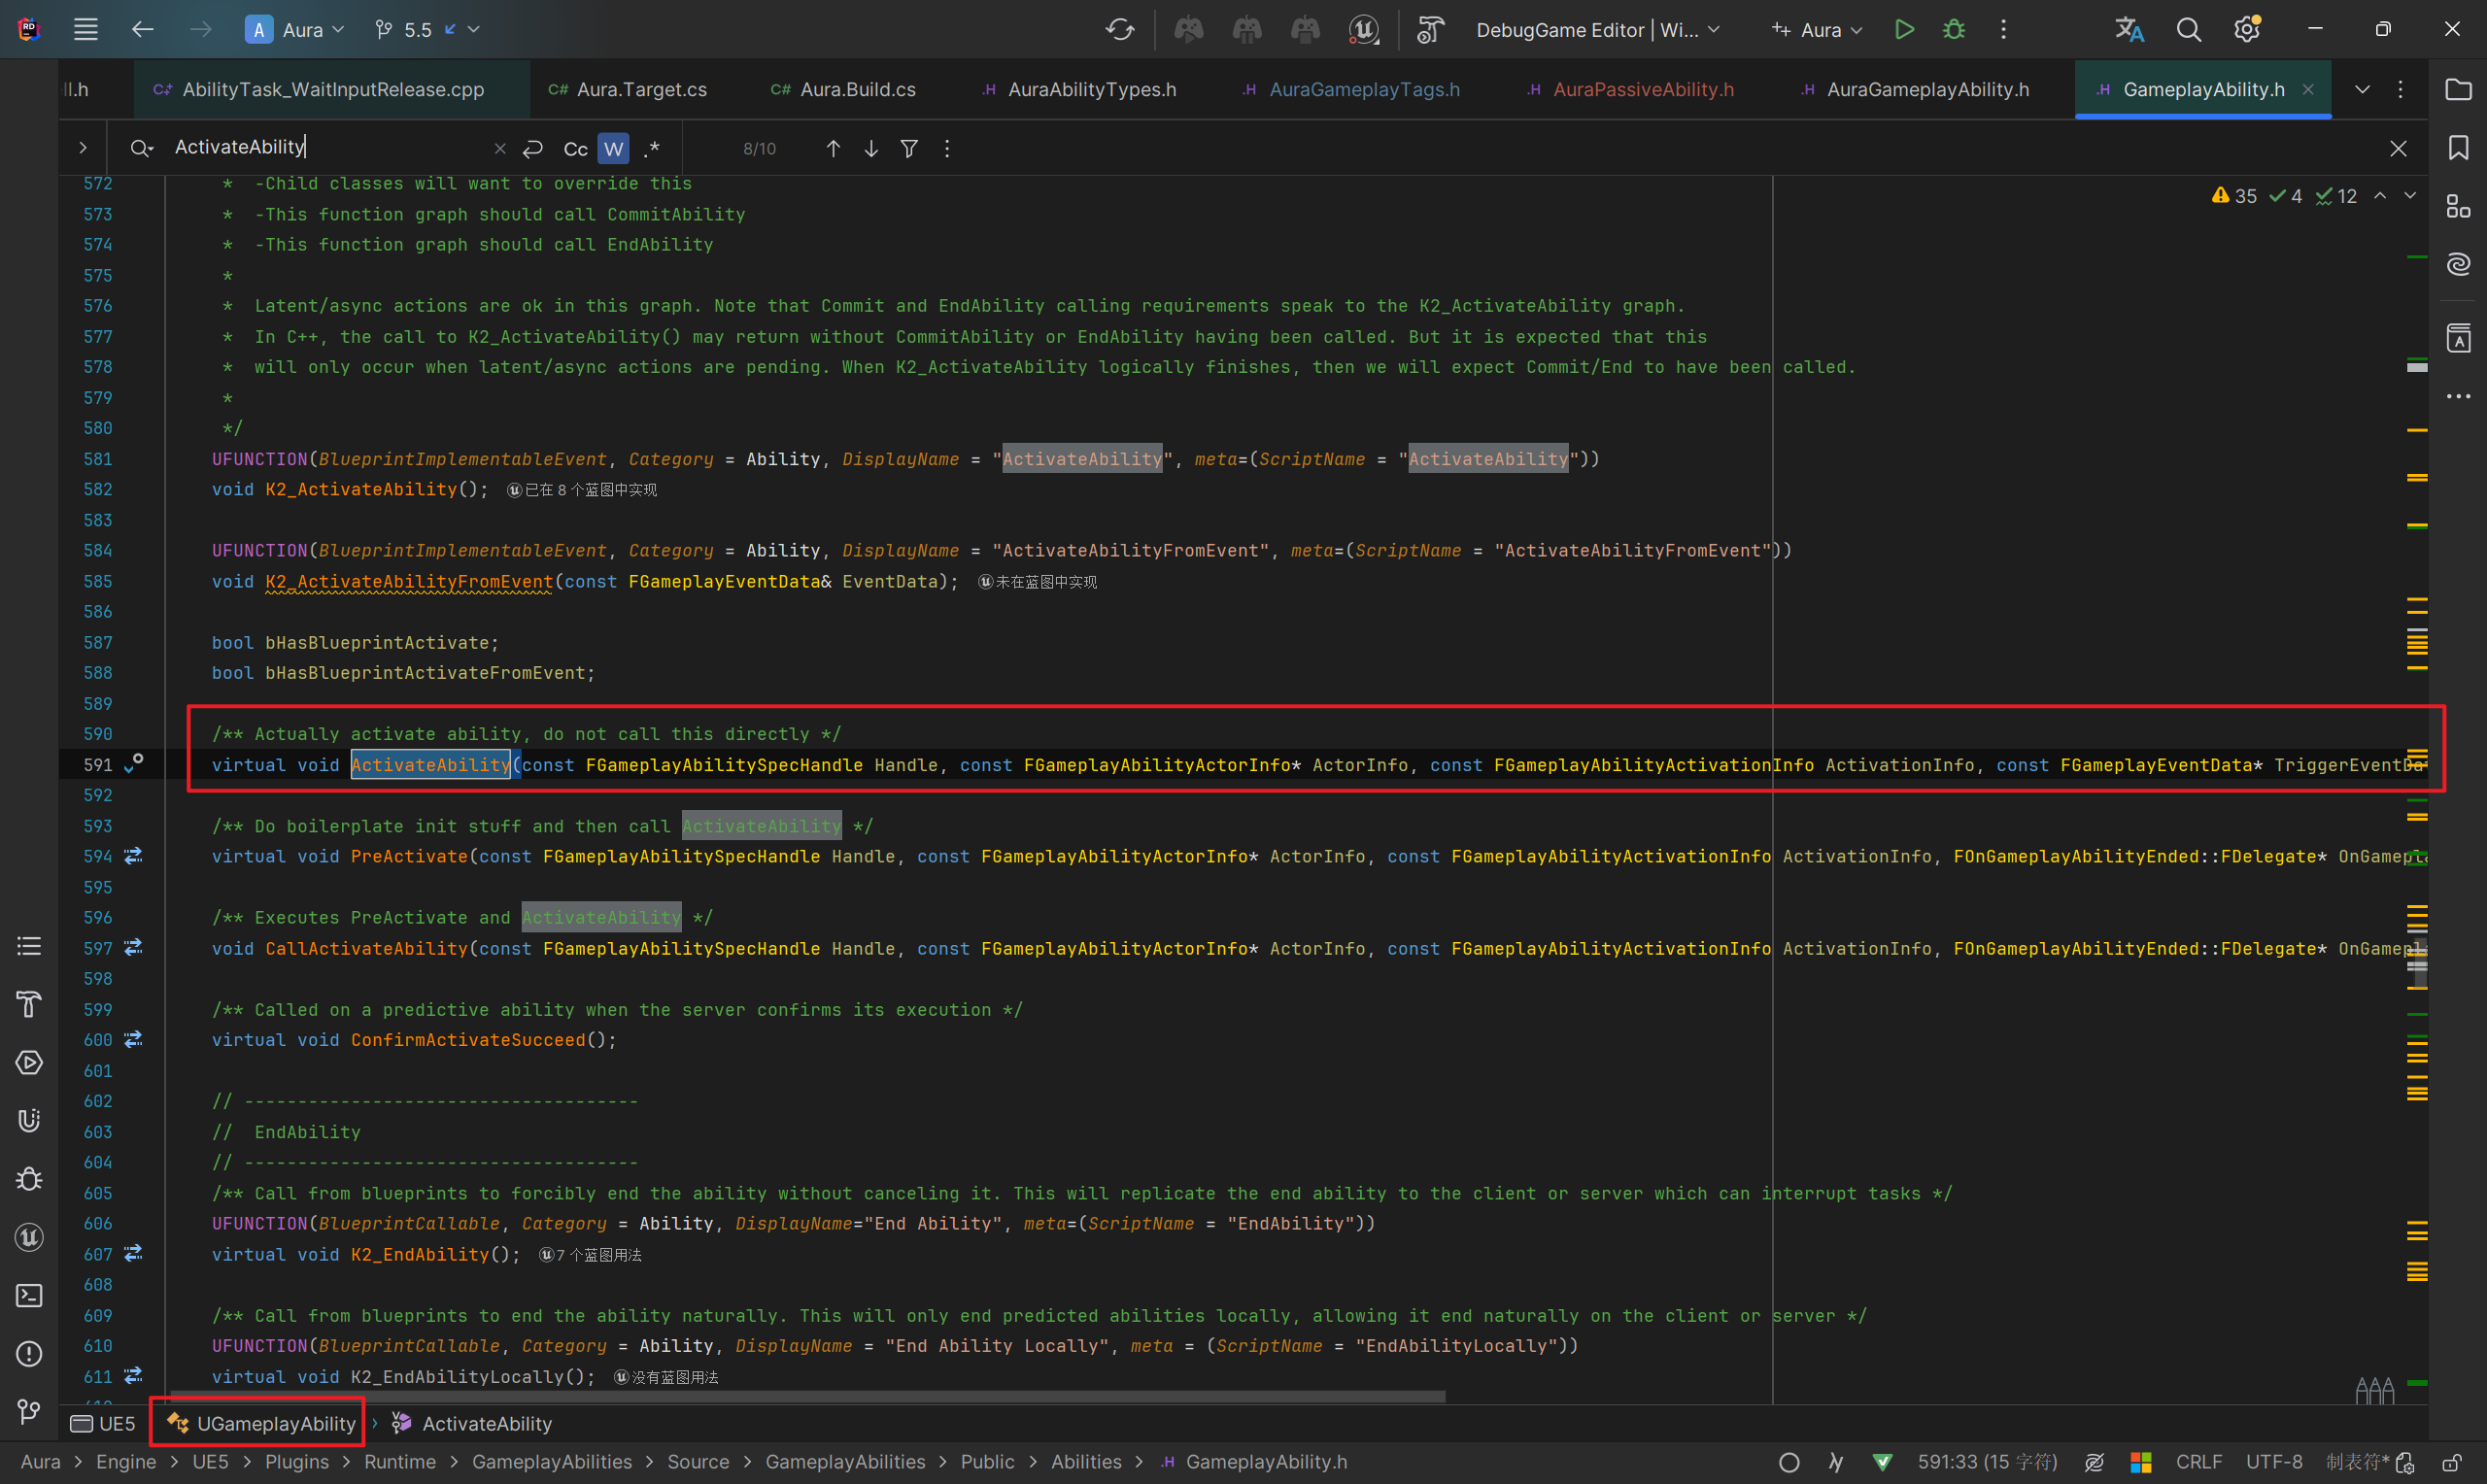 A Aura 5.5 DebugGame Editor | Wi... Aura
ll.h AbilityTask_WaitInputRelease.cpp Aura.Target.cs Aura.Build.cs AuraAbilityTypes.h AuraGameplayTags.h AuraPassiveAbility.h AuraGameplayAbility.h GameplayAbility.h
ActivateAbility Cc W .* 8/10
35 4 12
572 * -Child classes will want to override this
573 * -This function graph should call CommitAbility
574 * -This function graph should call EndAbility
575 *
576 * Latent/async actions are ok in this graph. Note that Commit and EndAbility calling requirements speak to the K2_ActivateAbility graph.
577 * In C++, the call to K2_ActivateAbility() may return without CommitAbility or EndAbility having been called. But it is expected that this
578 * will only occur when latent/async actions are pending. When K2_ActivateAbility logically finishes, then we will expect Commit/End to have been called.
579 *
580 */
581 UFUNCTION(BlueprintImplementableEvent, Category = Ability, DisplayName = "ActivateAbility", meta=(ScriptName = "ActivateAbility"))
582 void K2_ActivateAbility(); 已在 8 个蓝图中实现
583
584 UFUNCTION(BlueprintImplementableEvent, Category = Ability, DisplayName = "ActivateAbilityFromEvent", meta=(ScriptName = "ActivateAbilityFromEvent"))
585 void K2_ActivateAbilityFromEvent(const FGameplayEventData& EventData); 未在蓝图中实现
586
587 bool bHasBlueprintActivate;
588 bool bHasBlueprintActivateFromEvent;
589
590 /** Actually activate ability, do not call this directly */
591 virtual void ActivateAbility(const FGameplayAbilitySpecHandle Handle, const FGameplayAbilityActorInfo* ActorInfo, const FGameplayAbilityActivationInfo ActivationInfo, const FGameplayEventData* TriggerEventDa
592
593 /** Do boilerplate init stuff and then call ActivateAbility */
594 virtual void PreActivate(const FGameplayAbilitySpecHandle Handle, const FGameplayAbilityActorInfo* ActorInfo, const FGameplayAbilityActivationInfo ActivationInfo, FOnGameplayAbilityEnded::FDelegate* OnGamepla
595
596 /** Executes PreActivate and ActivateAbility */
597 void CallActivateAbility(const FGameplayAbilitySpecHandle Handle, const FGameplayAbilityActorInfo* ActorInfo, const FGameplayAbilityActivationInfo ActivationInfo, FOnGameplayAbilityEnded::FDelegate* OnGamepl
598
599 /** Called on a predictive ability when the server confirms its execution */
600 virtual void ConfirmActivateSucceed();
601
602 // -------------------------------------
603 // EndAbility
604 // -------------------------------------
605 /** Call from blueprints to forcibly end the ability without canceling it. This will replicate the end ability to the client or server which can interrupt tasks */
606 UFUNCTION(BlueprintCallable, Category = Ability, DisplayName="End Ability", meta=(ScriptName = "EndAbility"))
607 virtual void K2_EndAbility(); 7 个蓝图用法
608
609 /** Call from blueprints to end the ability naturally. This will only end predicted abilities locally, allowing it end naturally on the client or server */
610 UFUNCTION(BlueprintCallable, Category = Ability, DisplayName = "End Ability Locally", meta = (ScriptName = "EndAbilityLocally"))
611 virtual void K2_EndAbilityLocally(); 没有蓝图用法
UE5 UGameplayAbility › ActivateAbility
Aura > Engine > UE5 > Plugins > Runtime > GameplayAbilities > Source > GameplayAbilities > Public > Abilities > .H GameplayAbility.h 591:33 (15 字符) CRLF UTF-8 制表符*